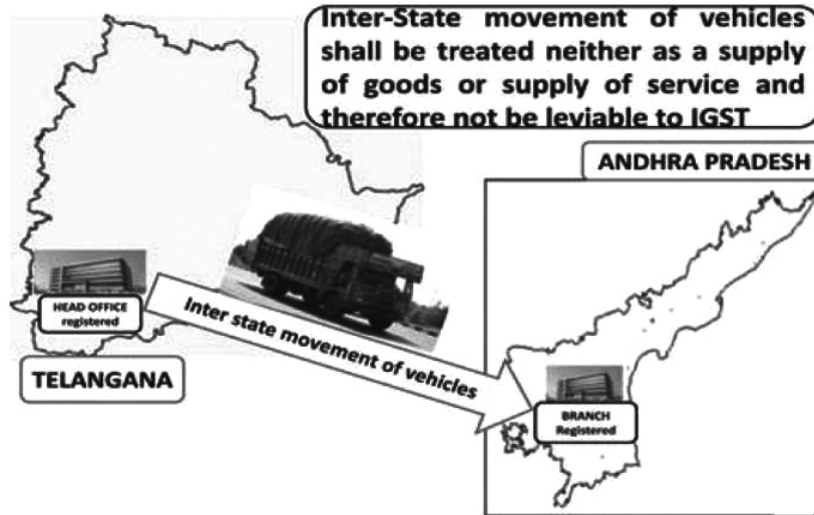 Inter-State movement of vehicles
shall be treated neither as a supply
of goods or supply of service and
therefore not be leviable to IGST
ANDHRA PRADESH
HEAD OFFICE
registered
Inter state movement of vehicles
TELANGANA
BRANCH
Registered